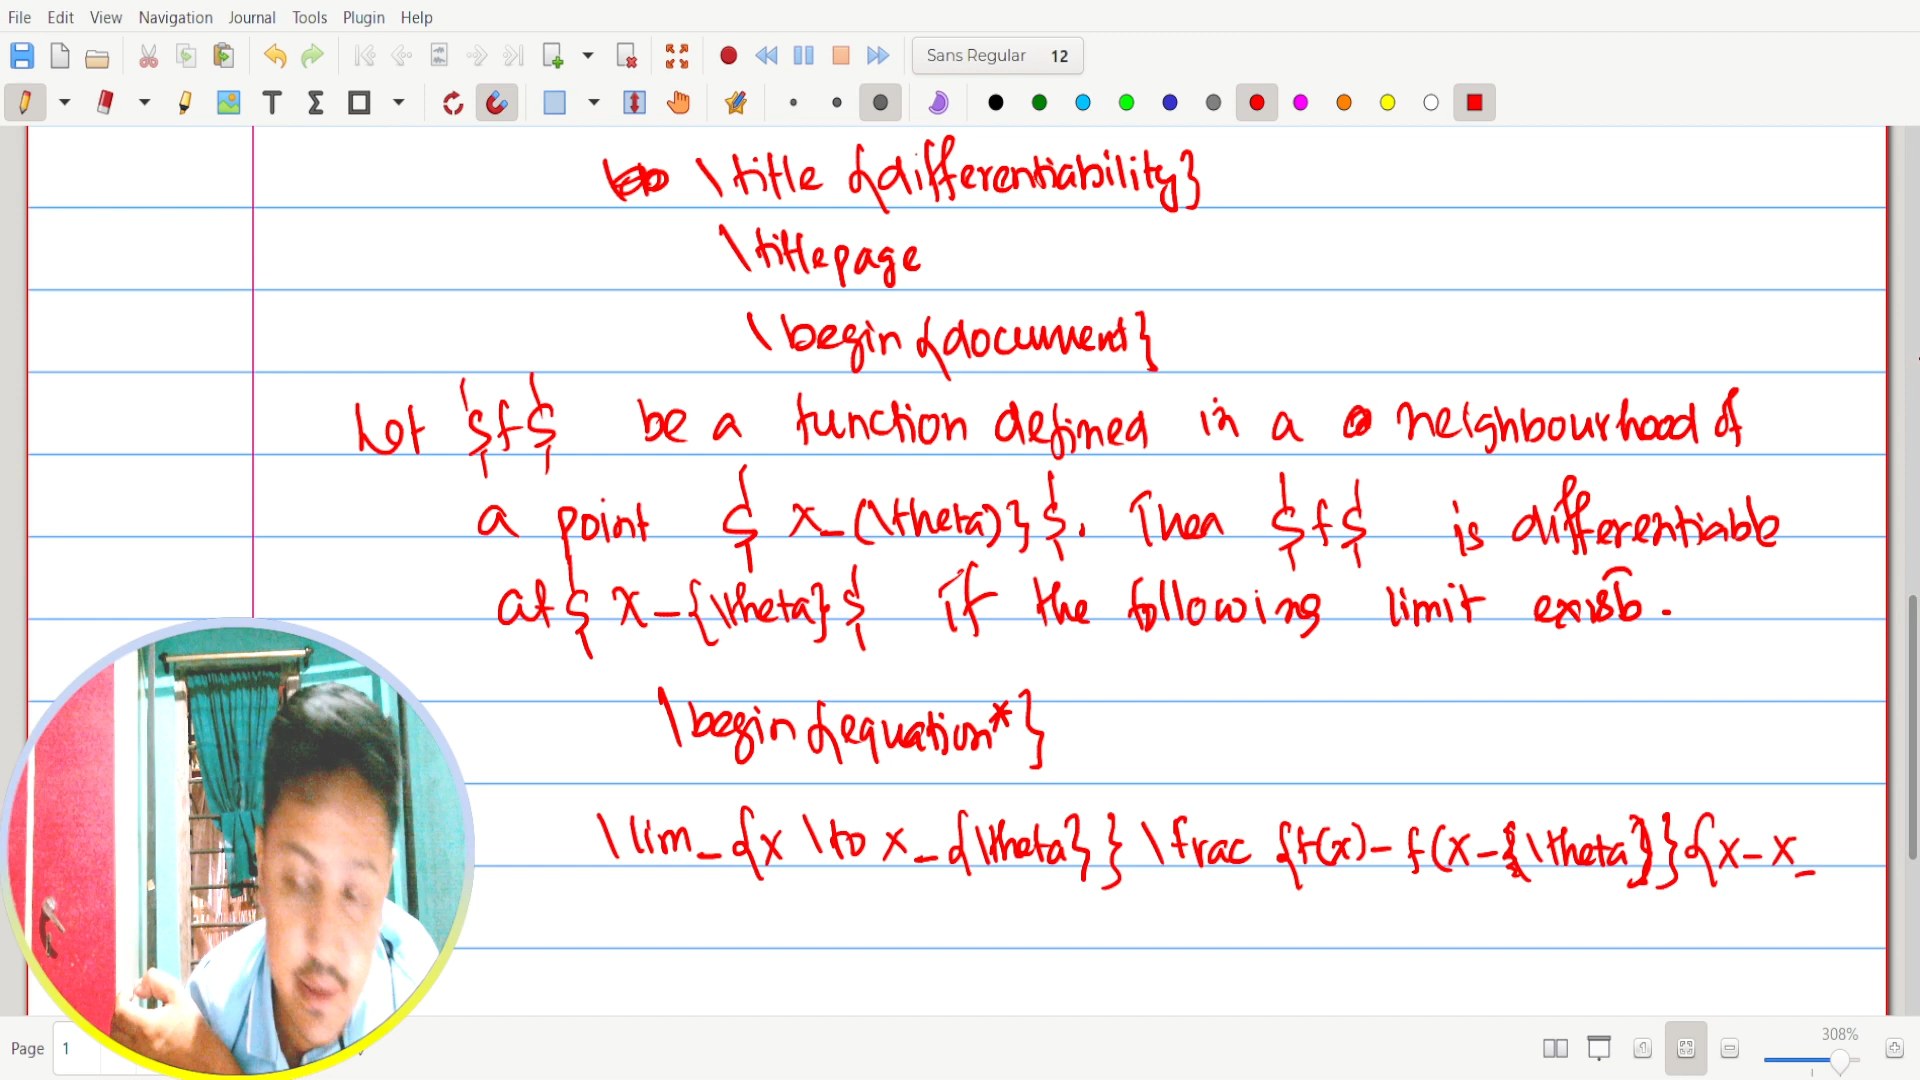 File Edit View Navigation Journal Tools Plugin Help
Sans Regular 12
\title {differentiability}
\titlepage
\begin {document}
Let $f$ be a function defined in a neighbourhood of
a point $ x_(\theta)}$. Then $f$ is differentiable
at $ x_{\theta}$ if the following limit exists.
\begin {equation*}
\lim_{x \to x_{\theta}} \frac {f(x)-f(x_{\theta})}{x-x_
Page 1
308%